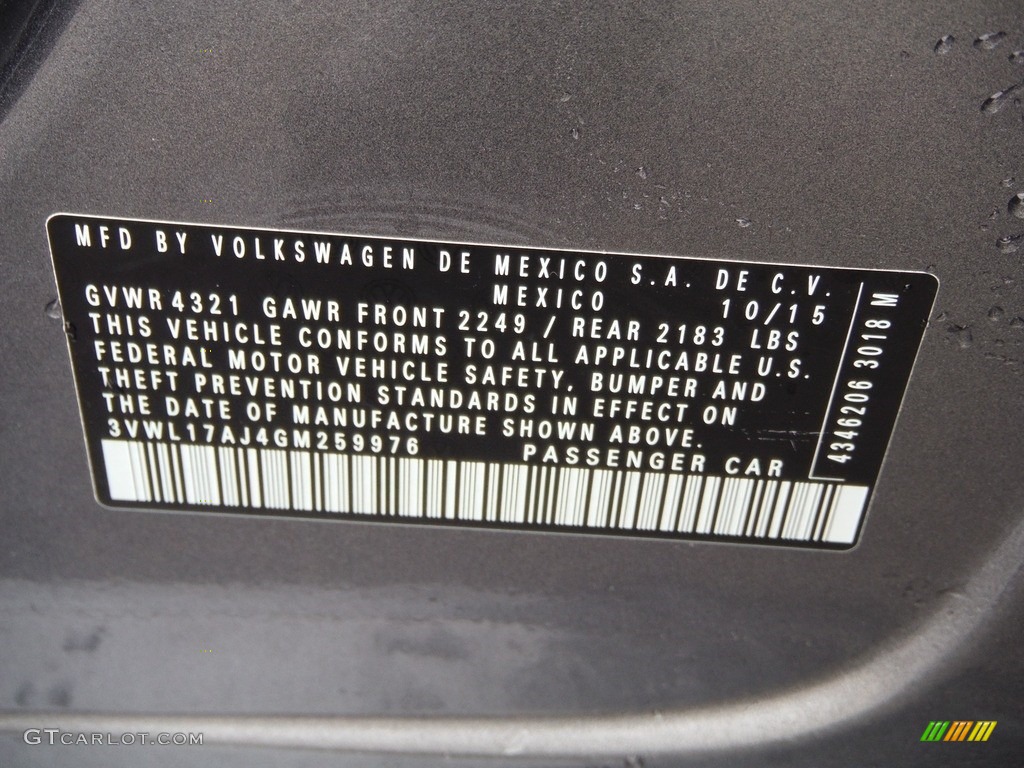 MFD BY VOLKSWAGEN DE MEXICO S.A. DE C.V.
MEXICO 10/15
GVWR 4321 GAWR FRONT 2249 / REAR 2183 LBS
THIS VEHICLE CONFORMS TO ALL APPLICABLE U.S.
FEDERAL MOTOR VEHICLE SAFETY, BUMPER AND
THEFT PREVENTION STANDARDS IN EFFECT ON
THE DATE OF MANUFACTURE SHOWN ABOVE.
3VWL17AJ4GM259976 PASSENGER CAR
4346206 3018 M
GTCARLOT.COM